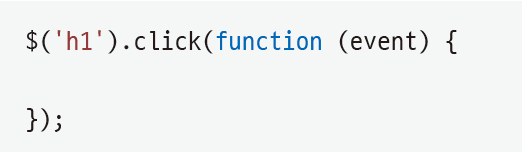 $('h1').click(function (event) {
});